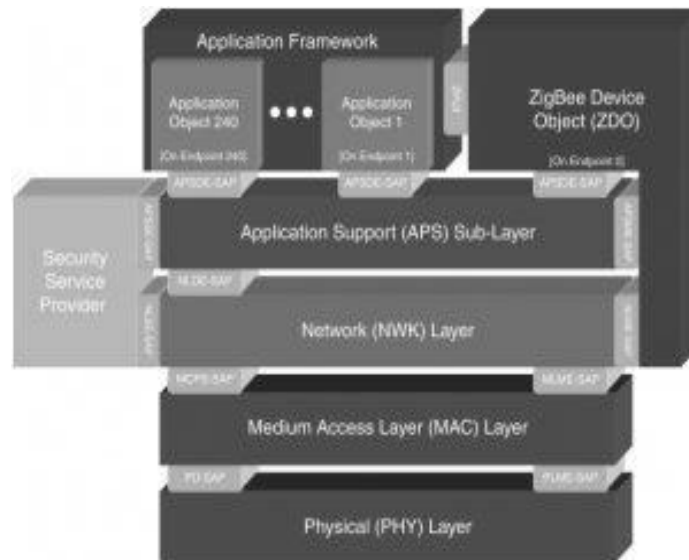 Application Framework
Application
Object 240
[On Endpoint 240]
Application
Object 1
[On Endpoint 1]
ZigBee Device
Object (ZDO)
[On Endpoint 0]
APSDE-SAP
APSDE-SAP
APSDE-SAP
Security
Service
Provider
Application Support (APS) Sub-Layer
NLDE-SAP
Network (NWK) Layer
MCPS-SAP
MLME-SAP
Medium Access Layer (MAC) Layer
PD-SAP
PLME-SAP
Physical (PHY) Layer